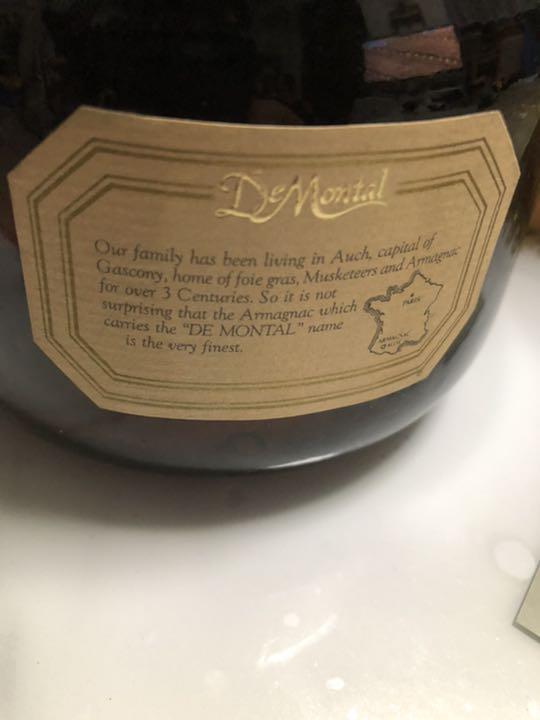 De Montal
Our family has been living in Auch, capital of
Gascony, home of foie gras, Musketeers and Armagnac
for over 3 Centuries. So it is not
surprising that the Armagnac which
carries the "DE MONTAL" name
is the very finest.
PARIS
ARMAGNAC
AUCH